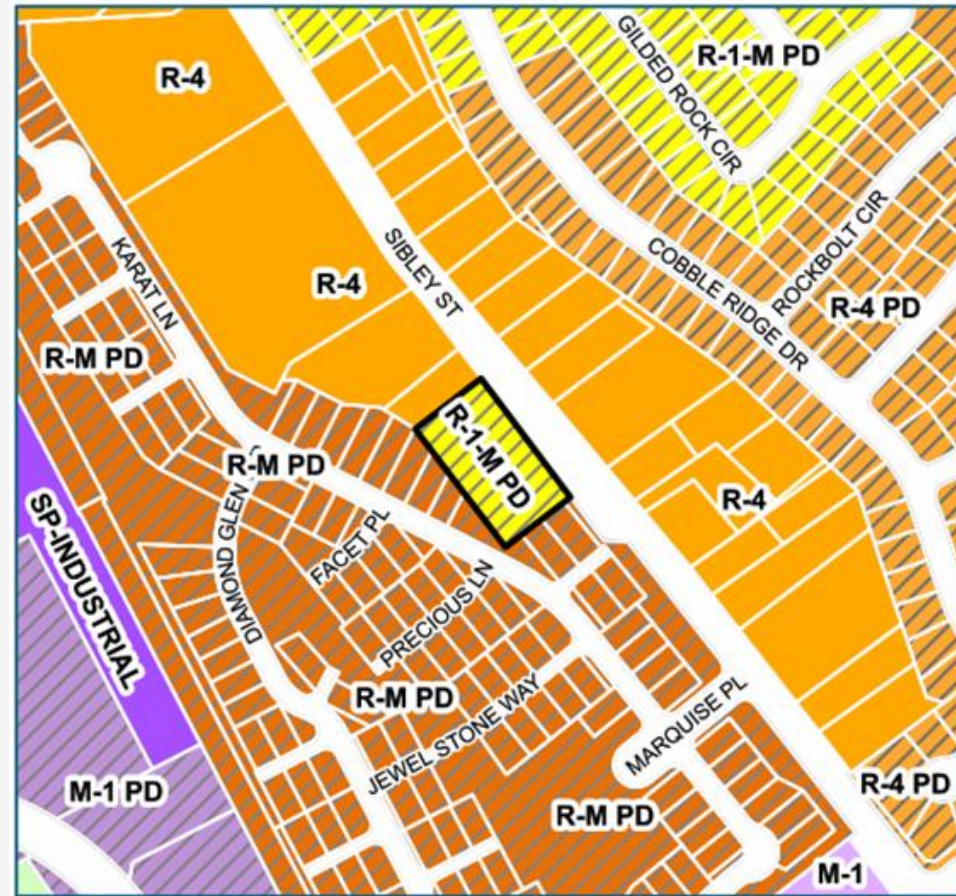 R-4
R-1-M PD
GILDED ROCK CIR
SIBLEY ST
KARAT LN
R-4
COBBLE RIDGE DR
ROCKBOLT CIR
R-4 PD
R-M PD
R-1-M PD
R-M PD
R-4
SP-INDUSTRIAL
DIAMOND GLEN
FACET PL
PRECIOUS LN
R-M PD
JEWEL STONE WAY
MARQUISE PL
M-1 PD
R-M PD
R-4 PD
M-1